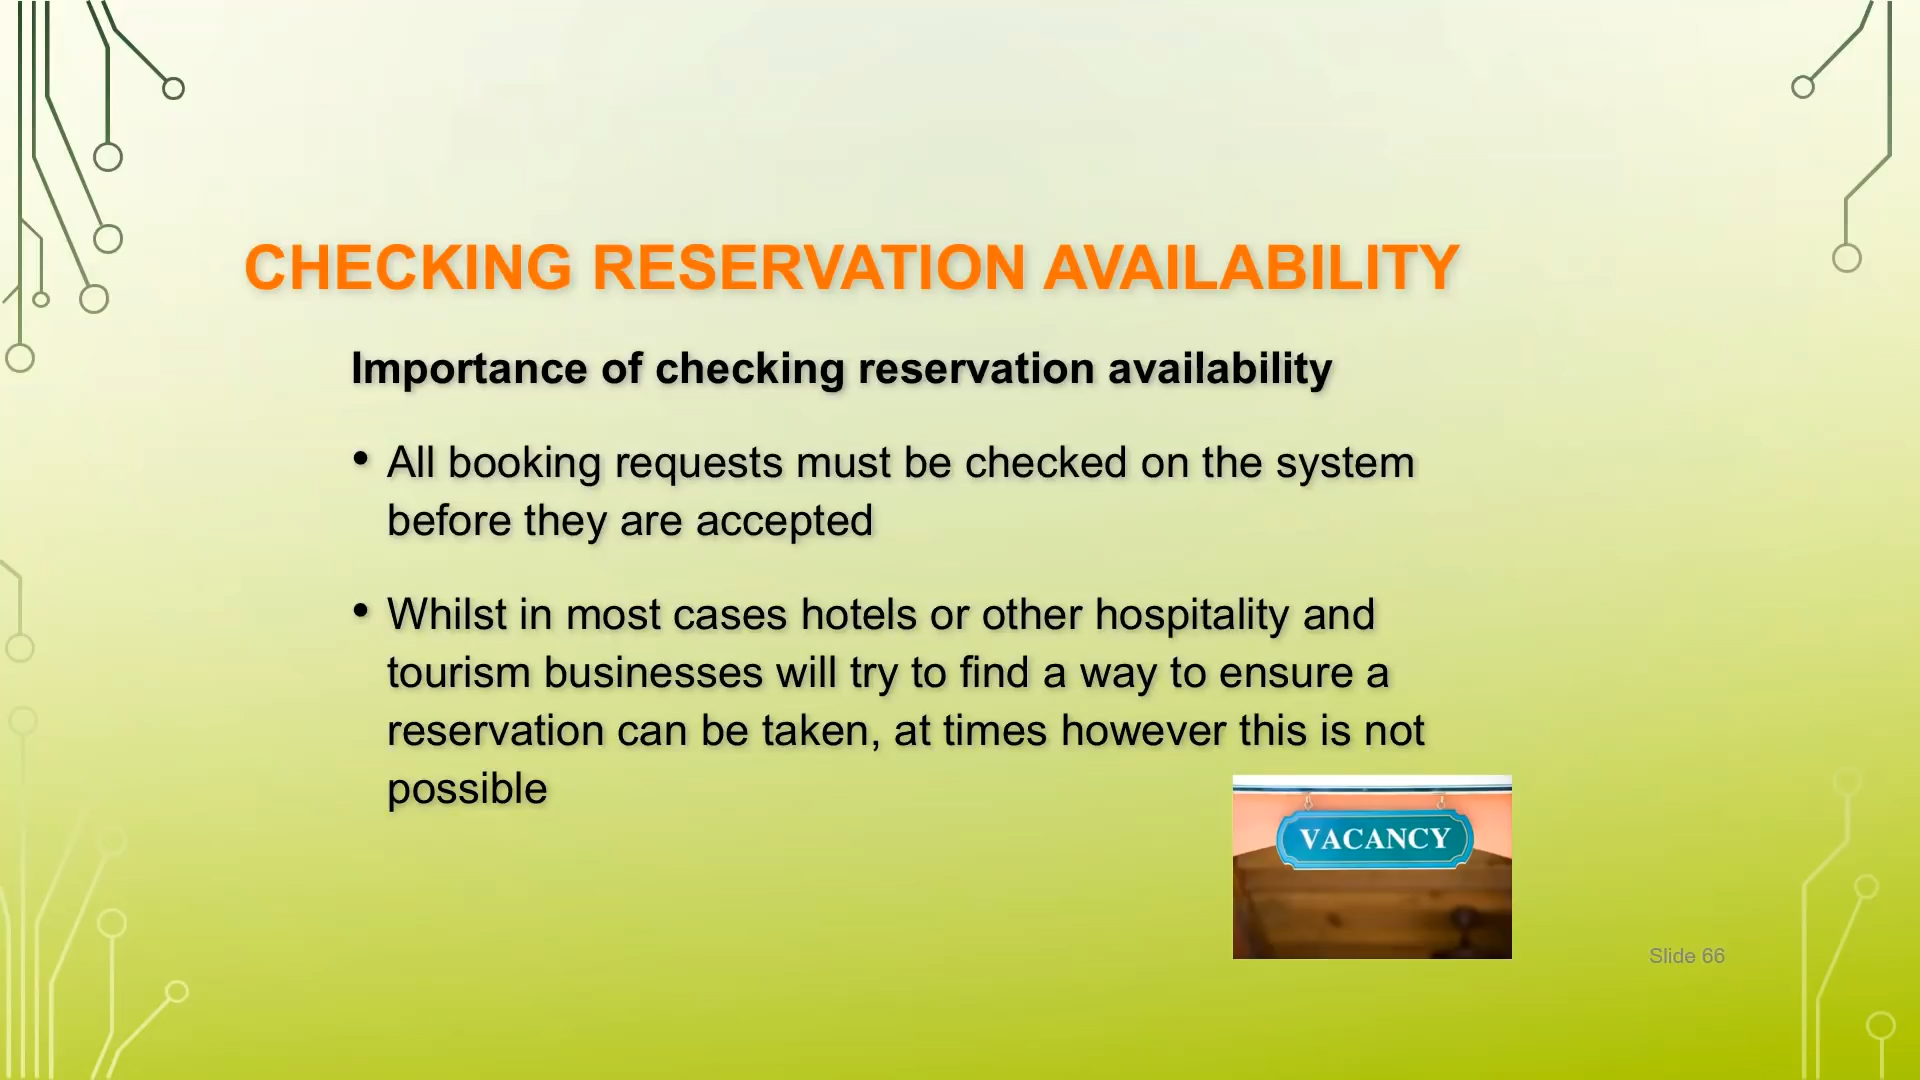 CHECKING RESERVATION AVAILABILITY
Importance of checking reservation availability
• All booking requests must be checked on the system
before they are accepted
• Whilst in most cases hotels or other hospitality and
tourism businesses will try to find a way to ensure a
reservation can be taken, at times however this is not
possible
VACANCY
Slide 66